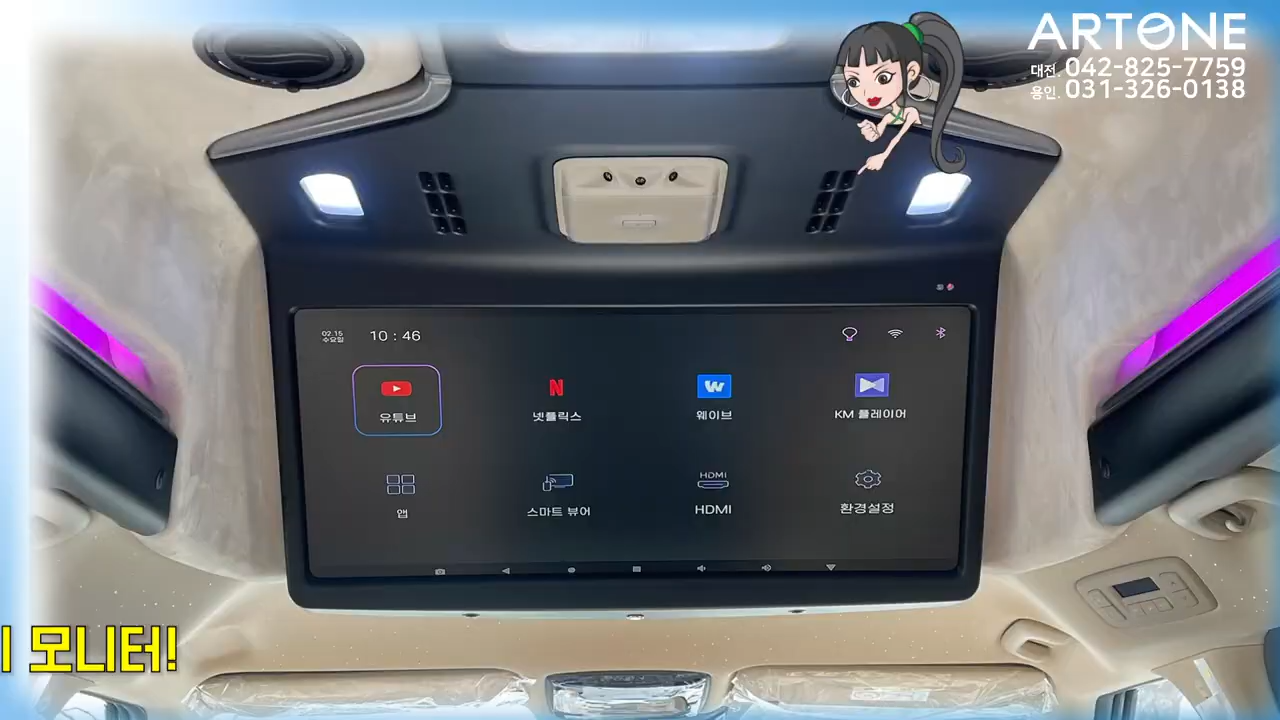 ARTONE
대전. 042-825-7759
용인. 031-326-0138
02.15
수요일
10 : 46
유튜브
넷플릭스
웨이브
KM 플레이어
앱
스마트 뷰어
HDMI
HDMI
환경설정
모니터!